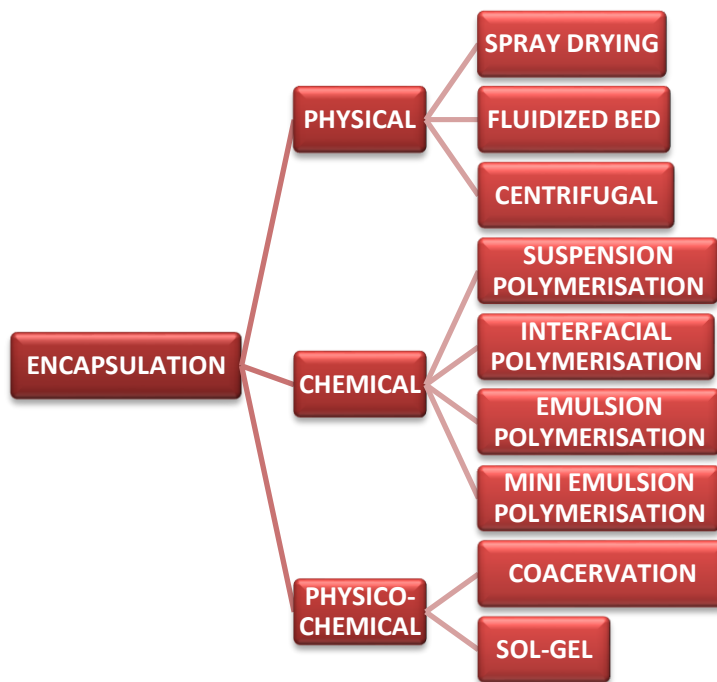 SPRAY DRYING
PHYSICAL
FLUIDIZED BED
CENTRIFUGAL
SUSPENSION
POLYMERISATION
INTERFACIAL
POLYMERISATION
ENCAPSULATION
CHEMICAL
EMULSION
POLYMERISATION
MINI EMULSION
POLYMERISATION
COACERVATION
PHYSICO-
CHEMICAL
SOL-GEL